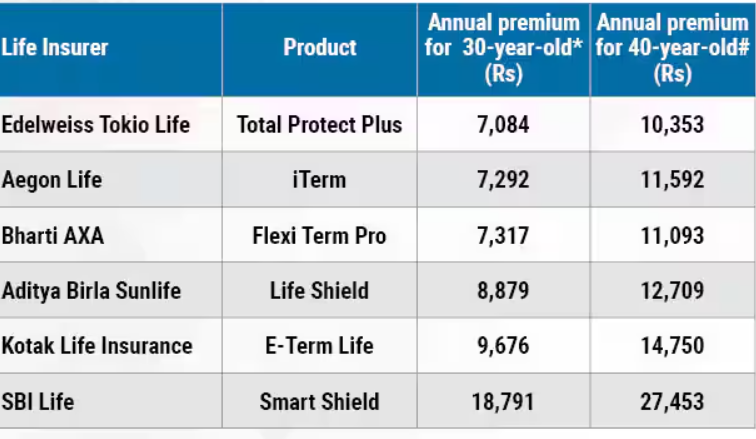 Life Insurer Product Annual premium for 30-year-old* (Rs) Annual premium for 40-year-old# (Rs)
Edelweiss Tokio Life Total Protect Plus 7,084 10,353
Aegon Life iTerm 7,292 11,592
Bharti AXA Flexi Term Pro 7,317 11,093
Aditya Birla Sunlife Life Shield 8,879 12,709
Kotak Life Insurance E-Term Life 9,676 14,750
SBI Life Smart Shield 18,791 27,453